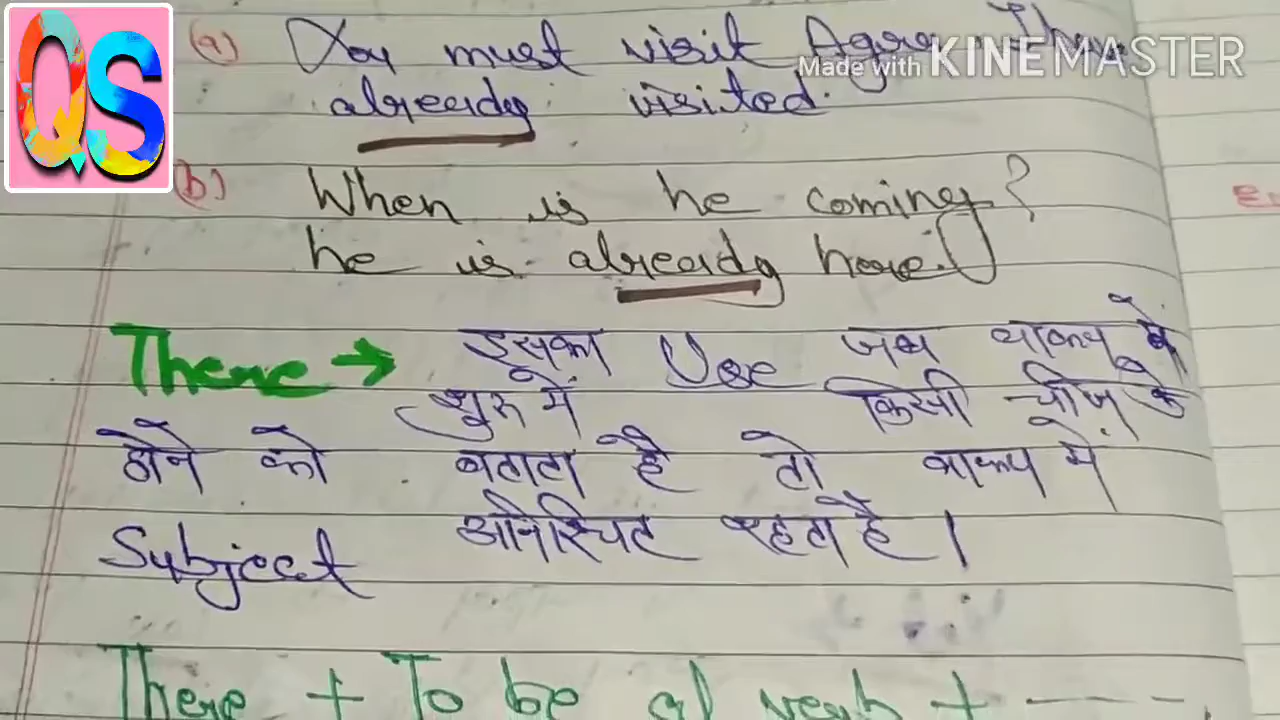 QS
Made with KINEMASTER
(a) You must visit Agra. I have
already visited.
(b) When is he coming?
he is already here.
There → इसका Use जब वाक्य के
शुरू में किसी चीज के
होने को बताता है तो वाक्य में
Subject अनिश्चित रहता है।
There + To be verb + ----.